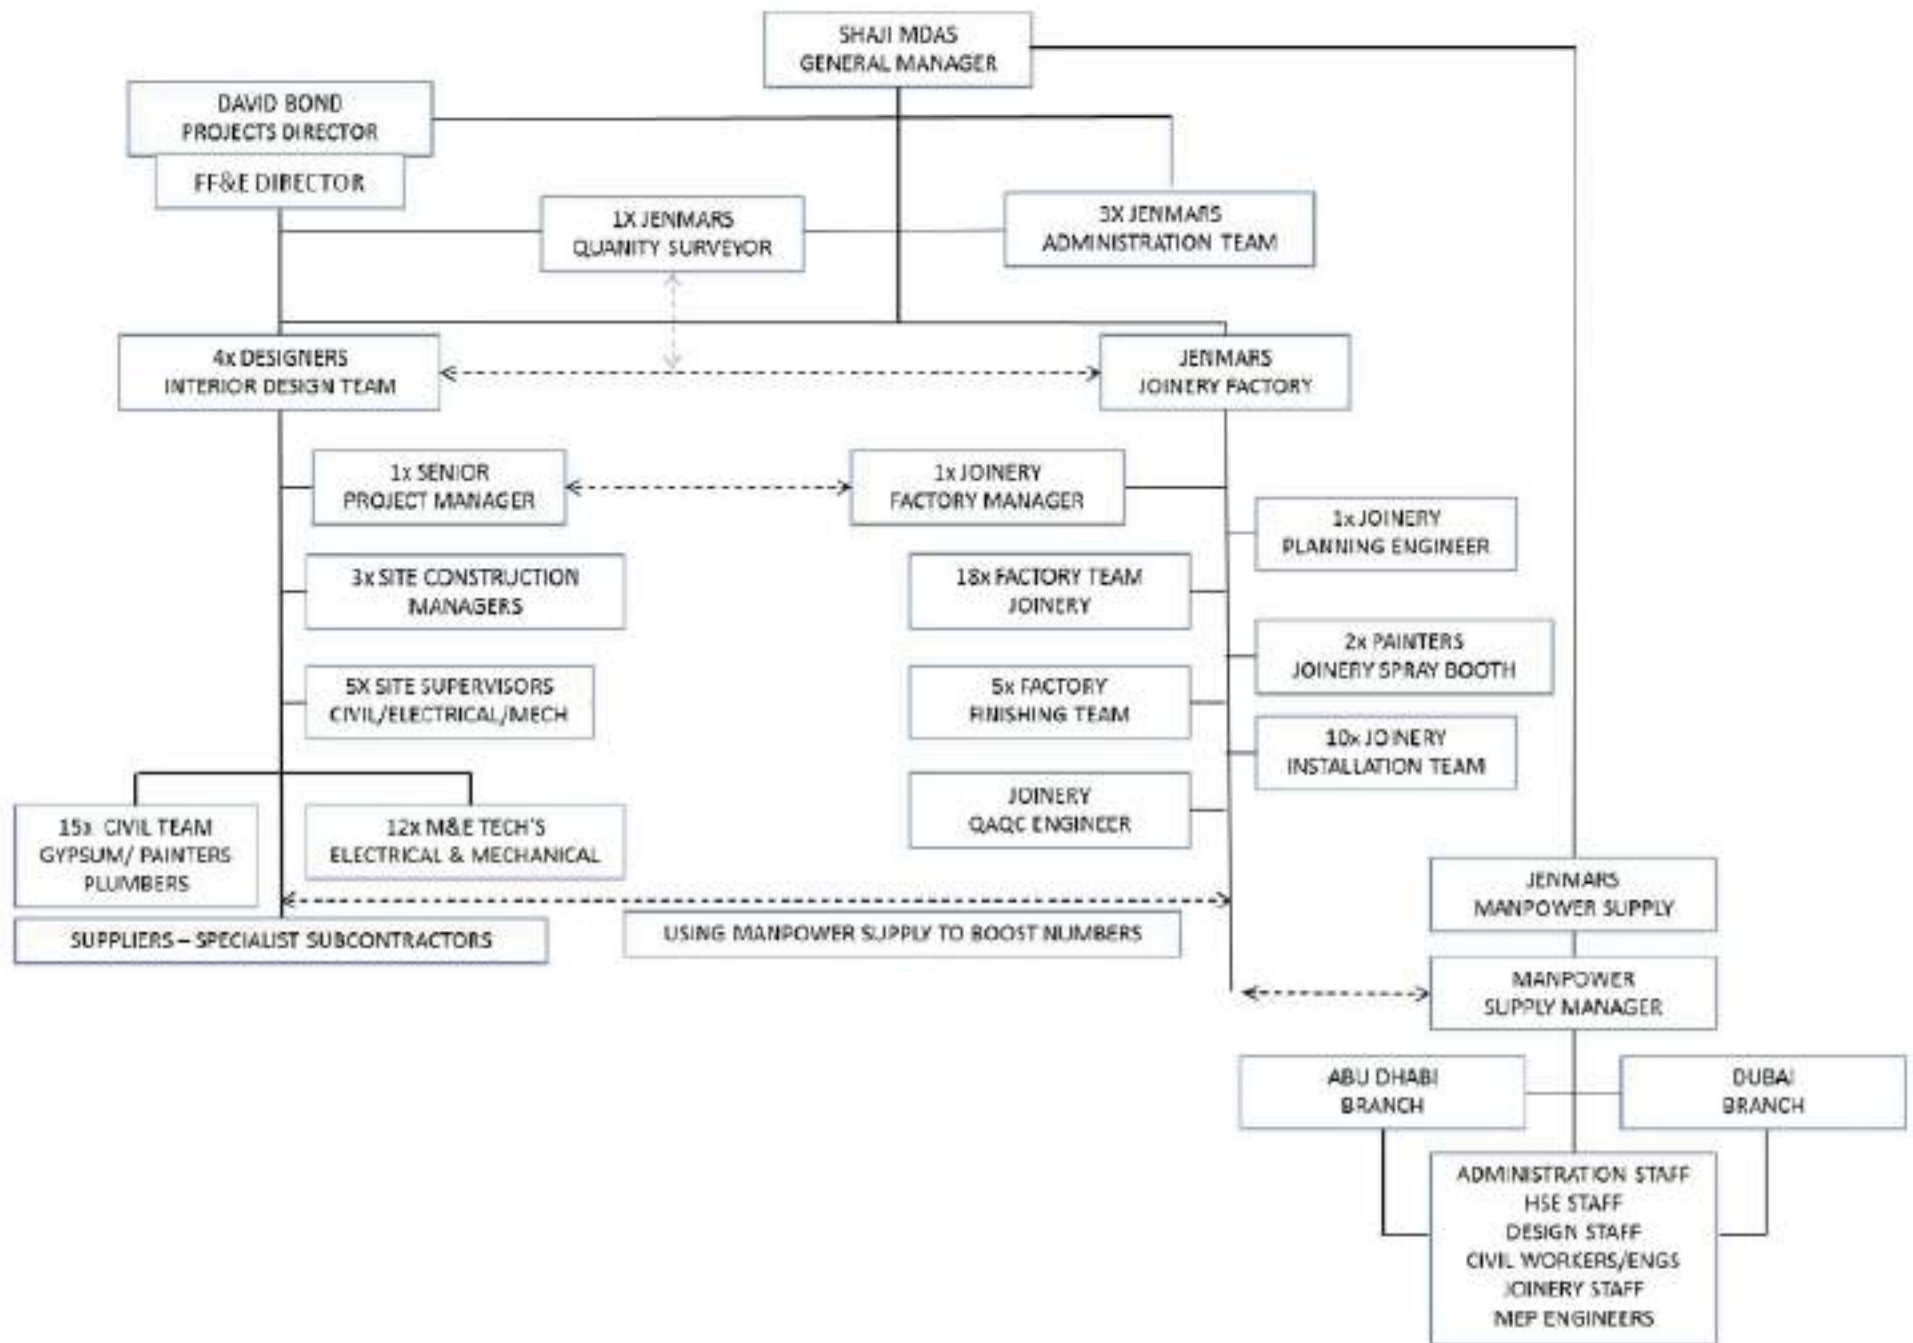 SHAJI MDAS
GENERAL MANAGER
DAVID BOND
PROJECTS DIRECTOR
FF&E DIRECTOR
1X JENMARS
QUANITY SURVEYOR
3X JENMARS
ADMINISTRATION TEAM
4x DESIGNERS
INTERIOR DESIGN TEAM
JENMARS
JOINERY FACTORY
1x SENIOR
PROJECT MANAGER
1x JOINERY
FACTORY MANAGER
1x JOINERY
PLANNING ENGINEER
3x SITE CONSTRUCTION
MANAGERS
18x FACTORY TEAM
JOINERY
2x PAINTERS
JOINERY SPRAY BOOTH
5X SITE SUPERVISORS
CIVIL/ELECTRICAL/MECH
5x FACTORY
FINISHING TEAM
10x JOINERY
INSTALLATION TEAM
15x CIVIL TEAM
GYPSUM/ PAINTERS
PLUMBERS
12x M&E TECH'S
ELECTRICAL & MECHANICAL
JOINERY
QAQC ENGINEER
JENMARS
MANPOWER SUPPLY
SUPPLIERS – SPECIALIST SUBCONTRACTORS
USING MANPOWER SUPPLY TO BOOST NUMBERS
MANPOWER
SUPPLY MANAGER
ABU DHABI
BRANCH
DUBAI
BRANCH
ADMINISTRATION STAFF
HSE STAFF
DESIGN STAFF
CIVIL WORKERS/ENGS
JOINERY STAFF
MEP ENGINEERS